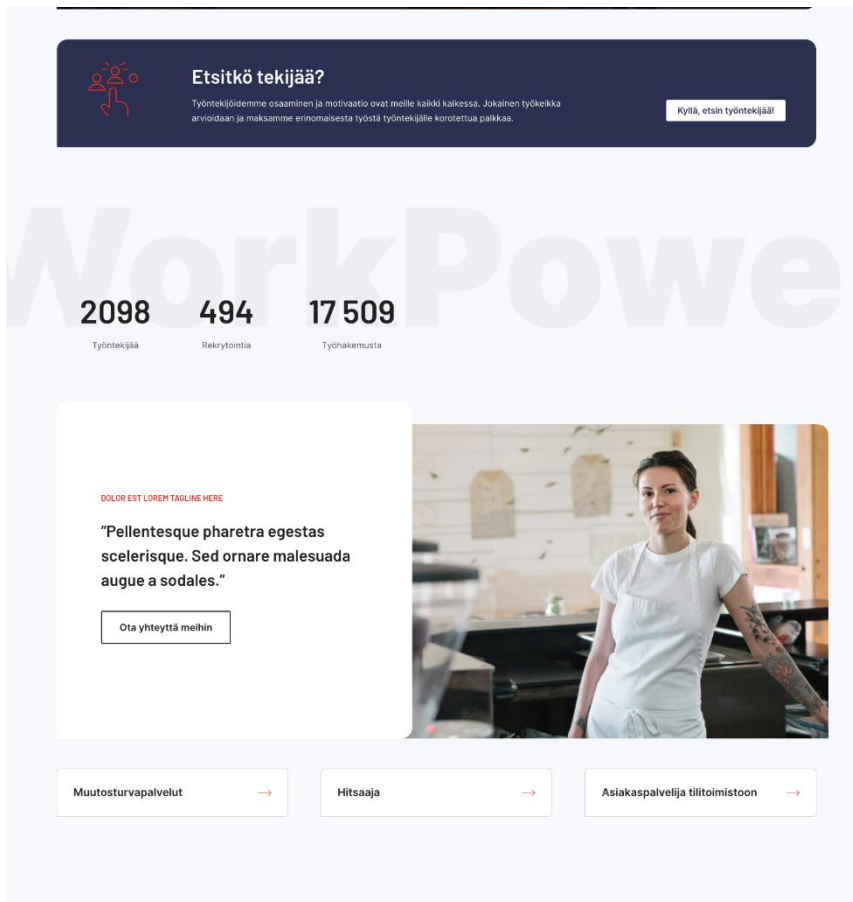 Etsitkö tekijää?
Työntekijöidemme osaaminen ja motivaatio ovat meille kaikki kaikessa. Jokainen työkeikka
arvioidaan ja maksamme erinomaisesta työstä työntekijälle korotettua palkkaa.
Kyllä, etsin työntekijää!
WorkPowe
2098 494 17 509
Työntekijää Rekrytointia Työhakemusta
DOLOR EST LOREM TAGLINE HERE
“Pellentesque pharetra egestas
scelerisque. Sed ornare malesuada
augue a sodales.”
Ota yhteyttä meihin
Muutosturvapalvelut Hitsaaja Asiakaspalvelija tilitoimistoon